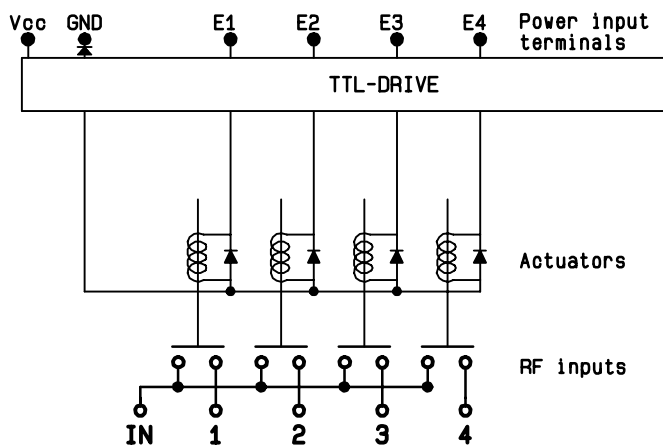 Vcc GND E1 E2 E3 E4 Power input
terminals
TTL-DRIVE
Actuators
RF inputs
IN 1 2 3 4